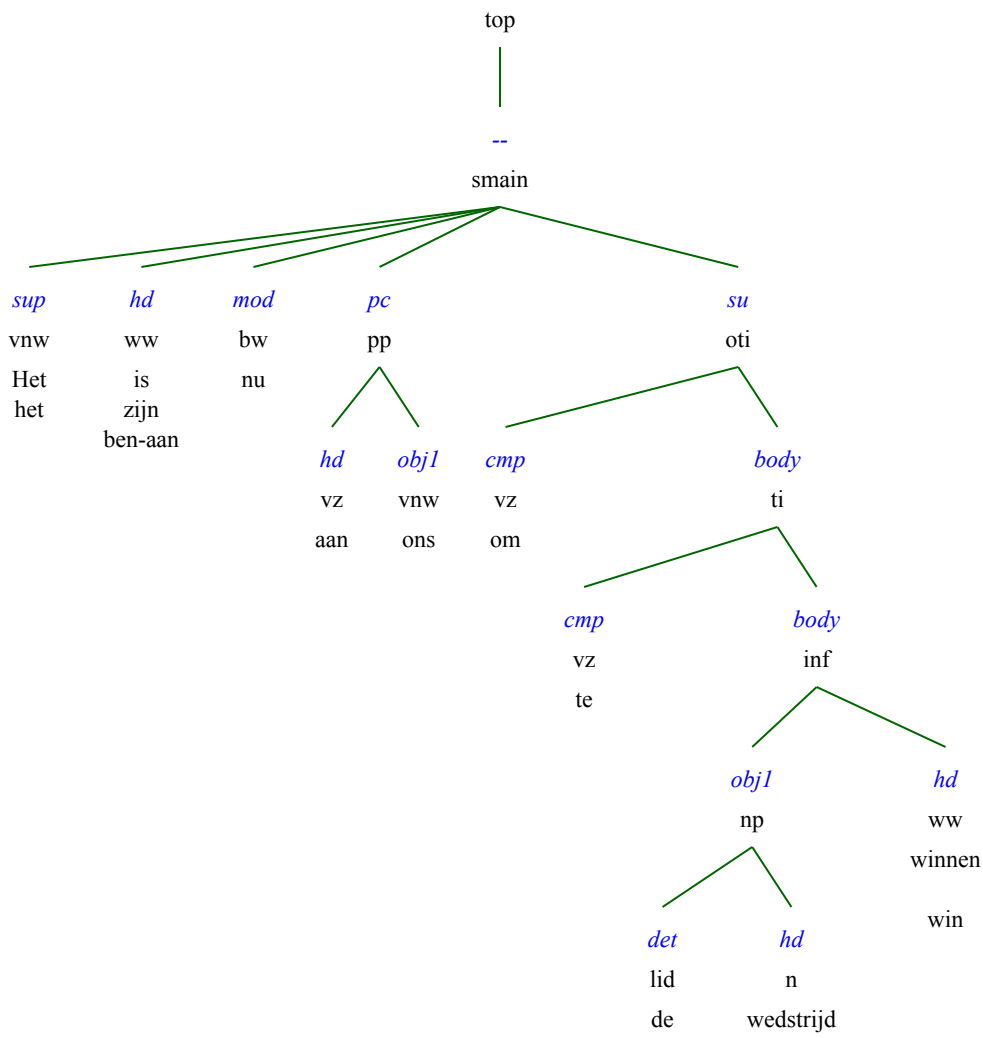 top
--
smain
sup hd mod pc su
vnw ww bw pp oti
Het is nu
het zijn
ben-aan
hd obj1 cmp body
vz vnw vz ti
aan ons om
cmp body
vz inf
te
obj1 hd
np ww
winnen
win
det hd
lid n
de wedstrijd